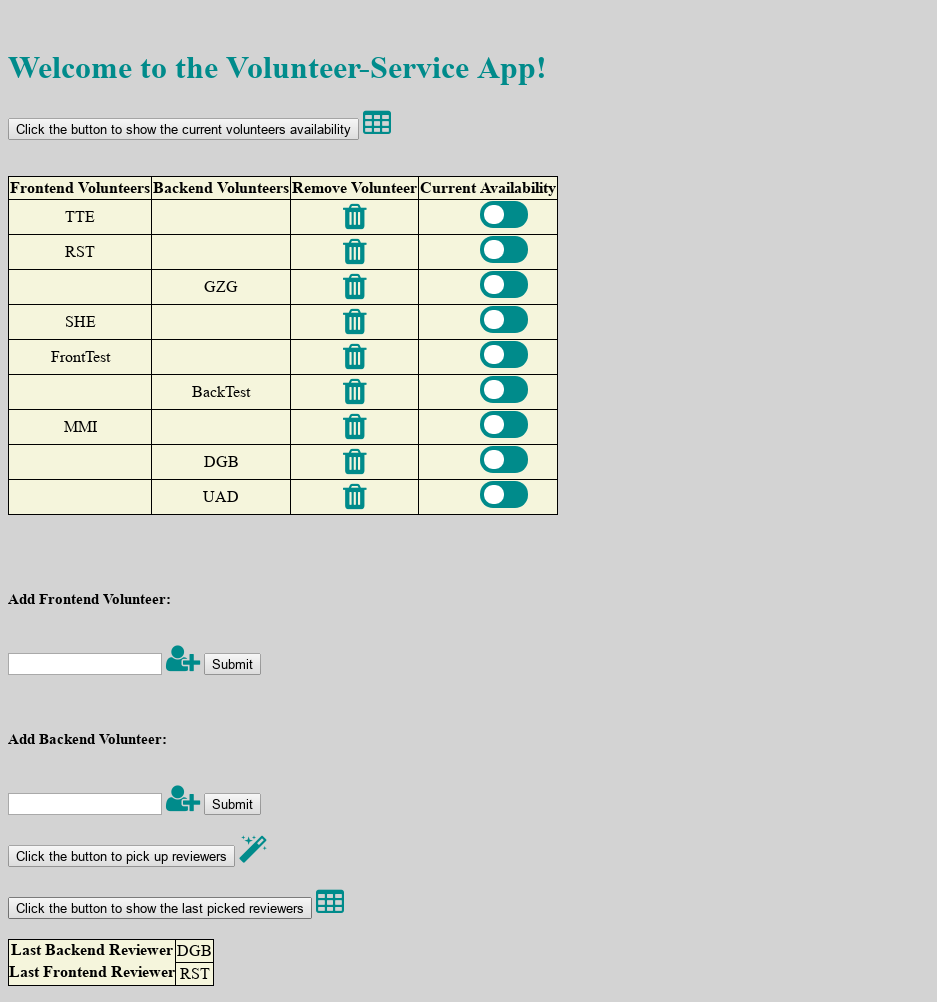 Welcome to the Volunteer-Service App!
Click the button to show the current volunteers availability
Frontend Volunteers Backend Volunteers Remove Volunteer Current Availability
TTE
RST
GZG
SHE
FrontTest
BackTest
MMI
DGB
UAD
Add Frontend Volunteer:
Submit
Add Backend Volunteer:
Submit
Click the button to pick up reviewers
Click the button to show the last picked reviewers
Last Backend Reviewer DGB
Last Frontend Reviewer RST